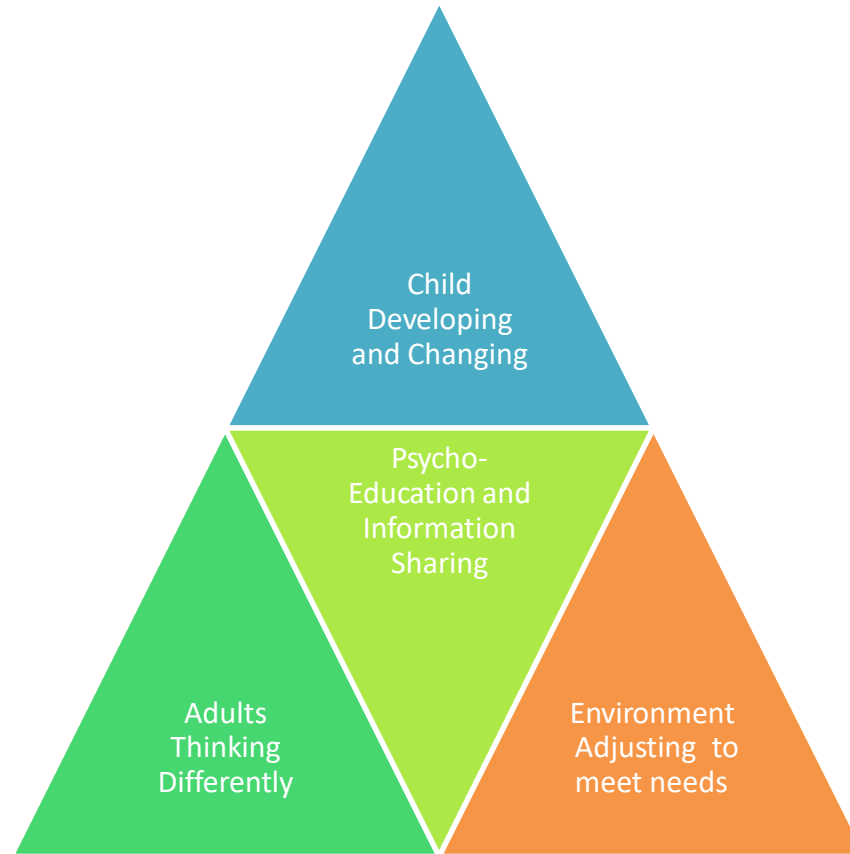 Child
Developing
and Changing
Psycho-
Education and
Information
Sharing
Adults
Thinking
Differently
Environment
Adjusting  to
meet needs